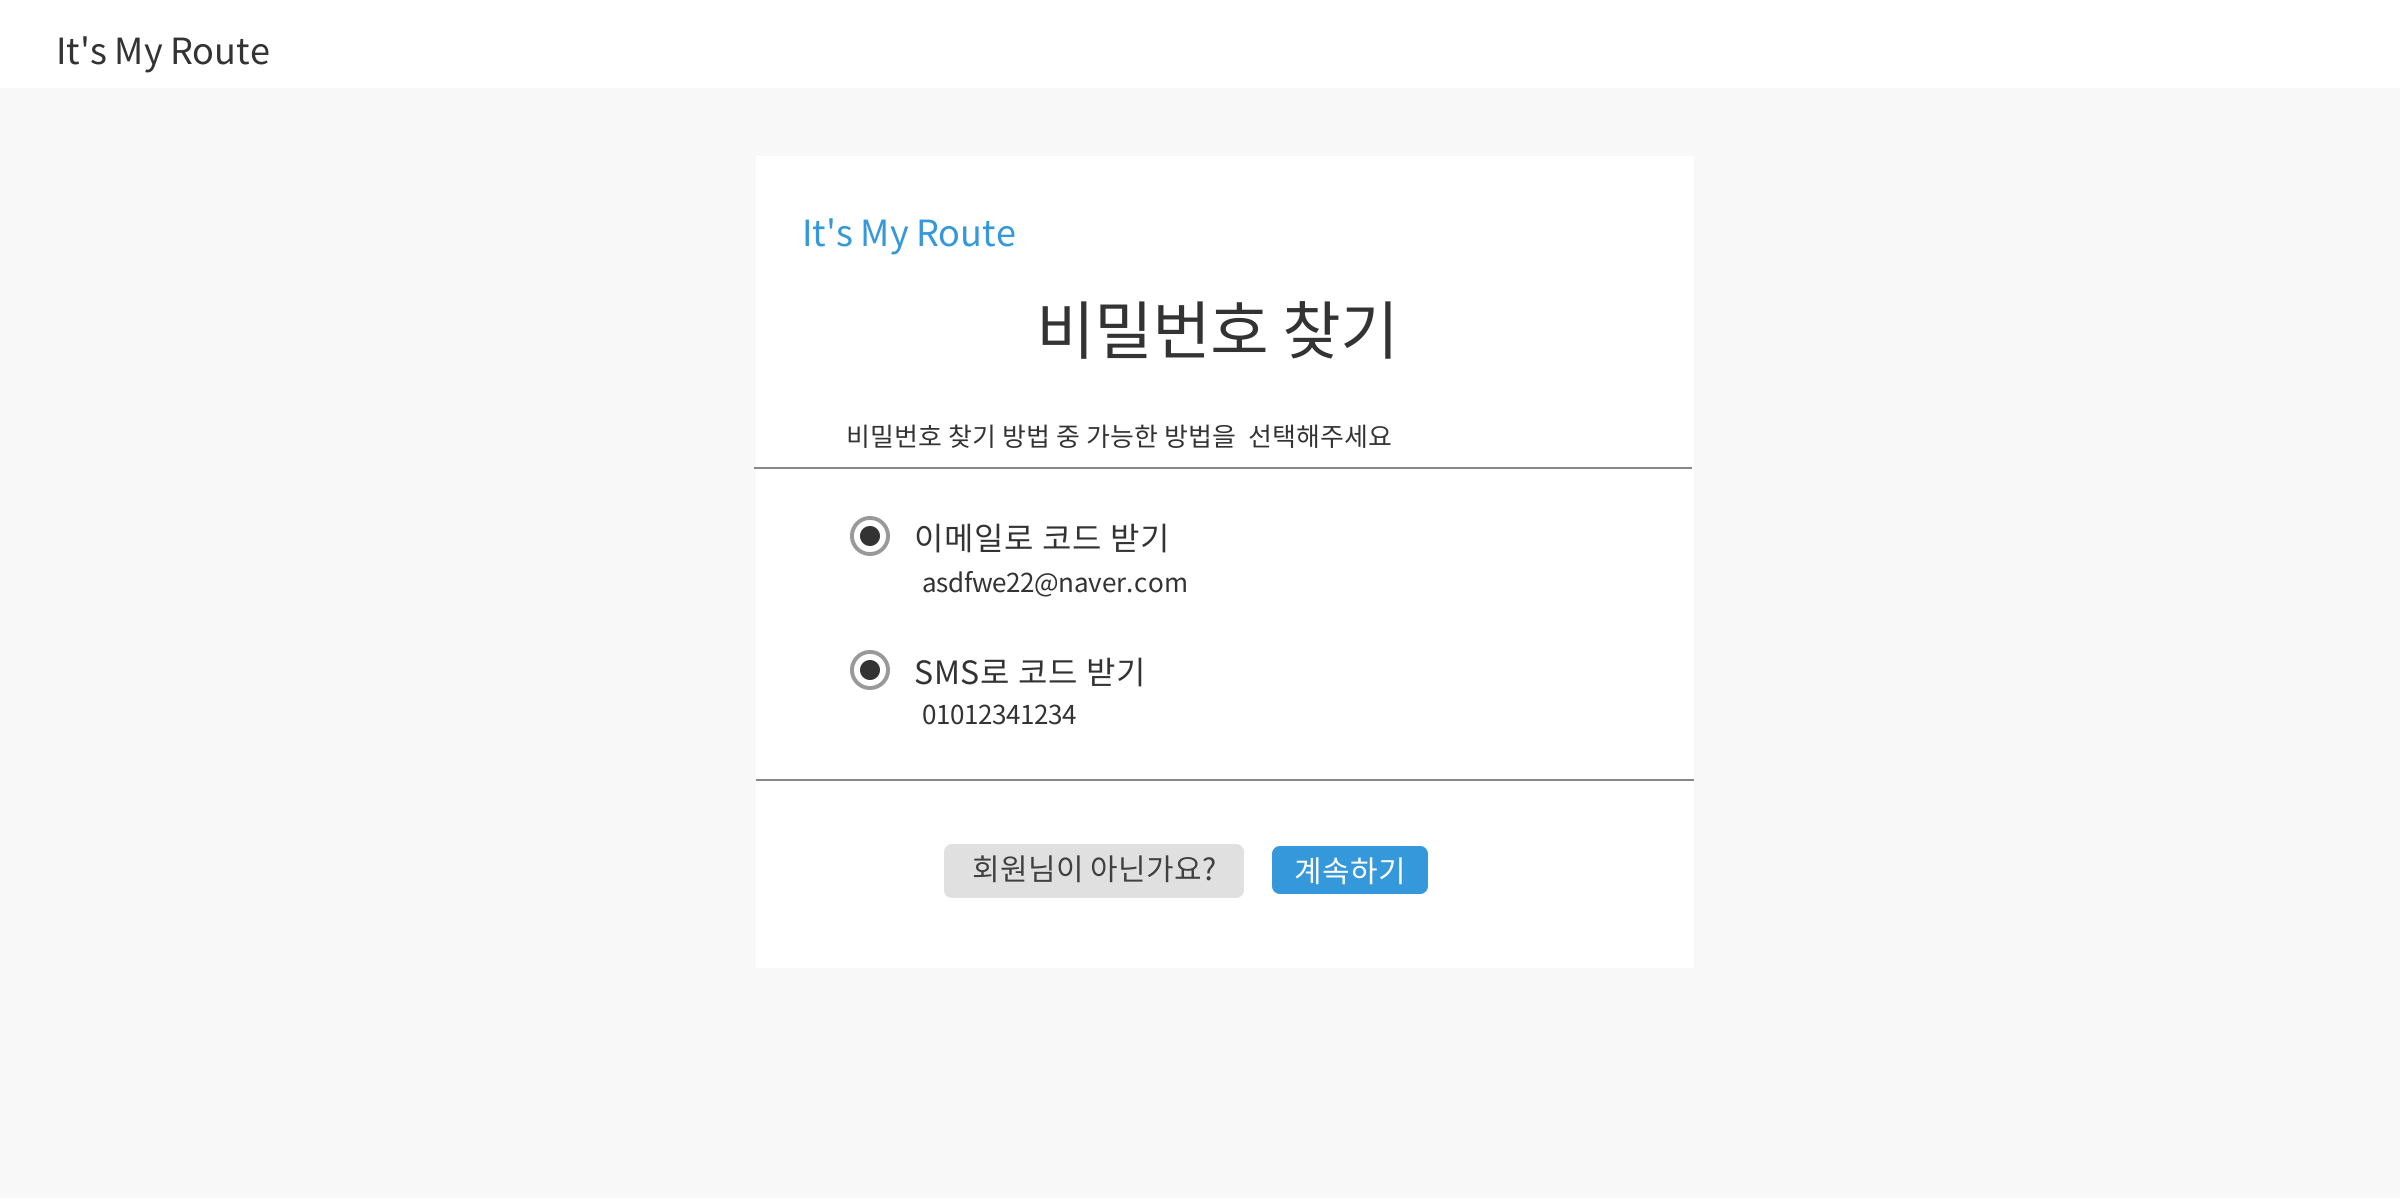 It's My Route
It's My Route
비밀번호 찾기
비밀번호 찾기 방법 중 가능한 방법을 선택해주세요
이메일로 코드 받기
asdfwe22@naver.com
SMS로 코드 받기
01012341234
회원님이 아닌가요? 계속하기